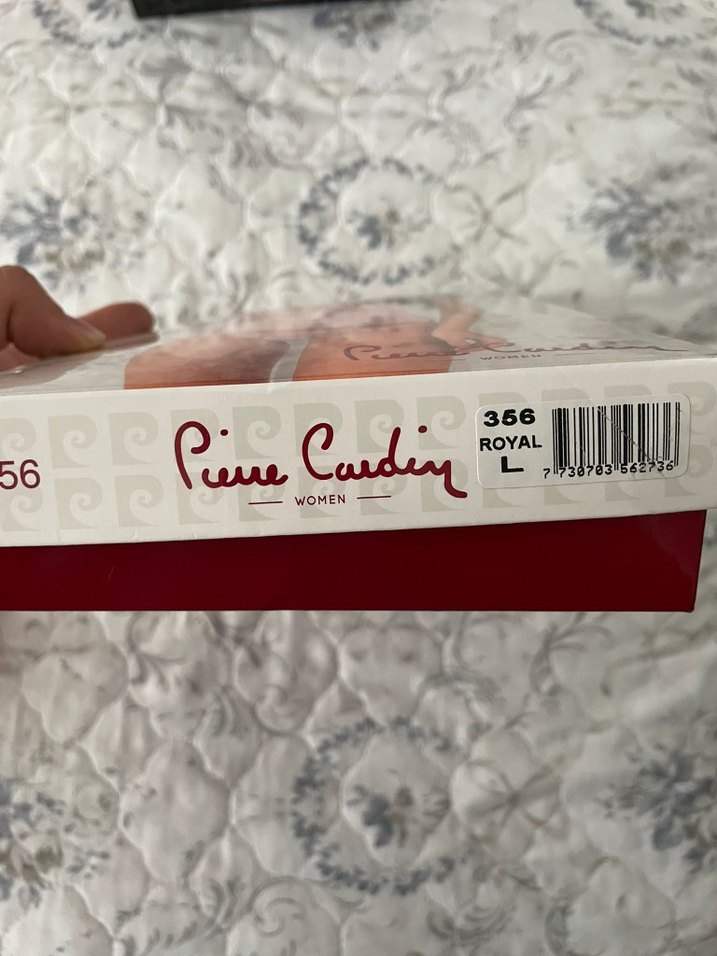 Pierre Cardin
WOMEN
56
Pierre Cardin
WOMEN
356
ROYAL
L
7 730703 562736